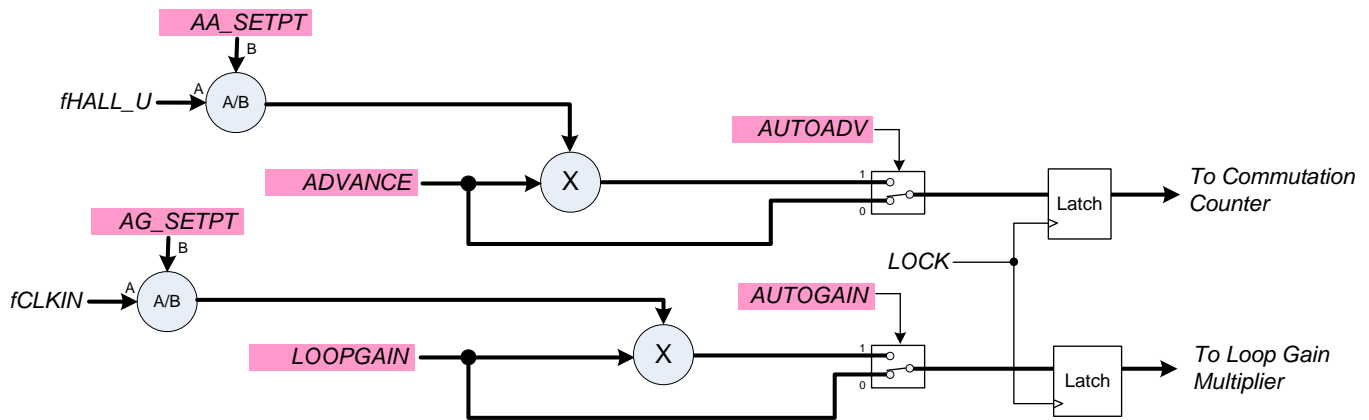 AA_SETPT
B
A
fHALL_U
A/B
AUTOADV
1
ADVANCE
X
0
To Commutation
Counter
Latch
AG_SETPT
B
A
fCLKIN
A/B
LOCK
AUTOGAIN
1
LOOPGAIN
X
0
To Loop Gain
Multiplier
Latch